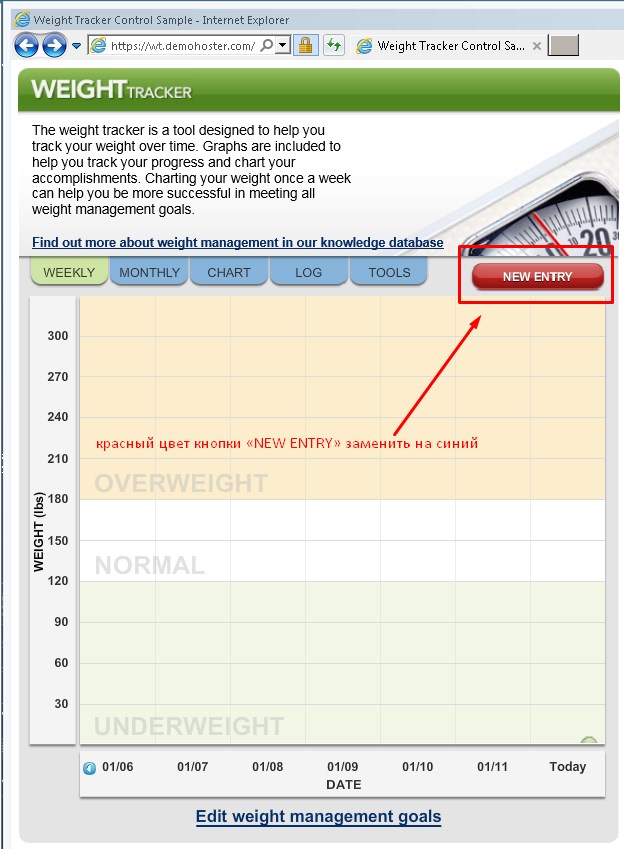 Weight Tracker Control Sample - Internet Explorer
https://wt.demohoster.com/
Weight Tracker Control Sa...
WEIGHTTRACKER
The weight tracker is a tool designed to help you
track your weight over time. Graphs are included to
help you track your progress and chart your
accomplishments. Charting your weight once a week
can help you be more successful in meeting all
weight management goals.
Find out more about weight management in our knowledge database
10 20 30
WEEKLY MONTHLY CHART LOG TOOLS NEW ENTRY
300
270
240
красный цвет кнопки «NEW ENTRY» заменить на синий
210
OVERWEIGHT
180
WEIGHT (lbs)
150
NORMAL
120
90
60
30
UNDERWEIGHT
01/06 01/07 01/08 01/09 01/10 01/11 Today
DATE
Edit weight management goals